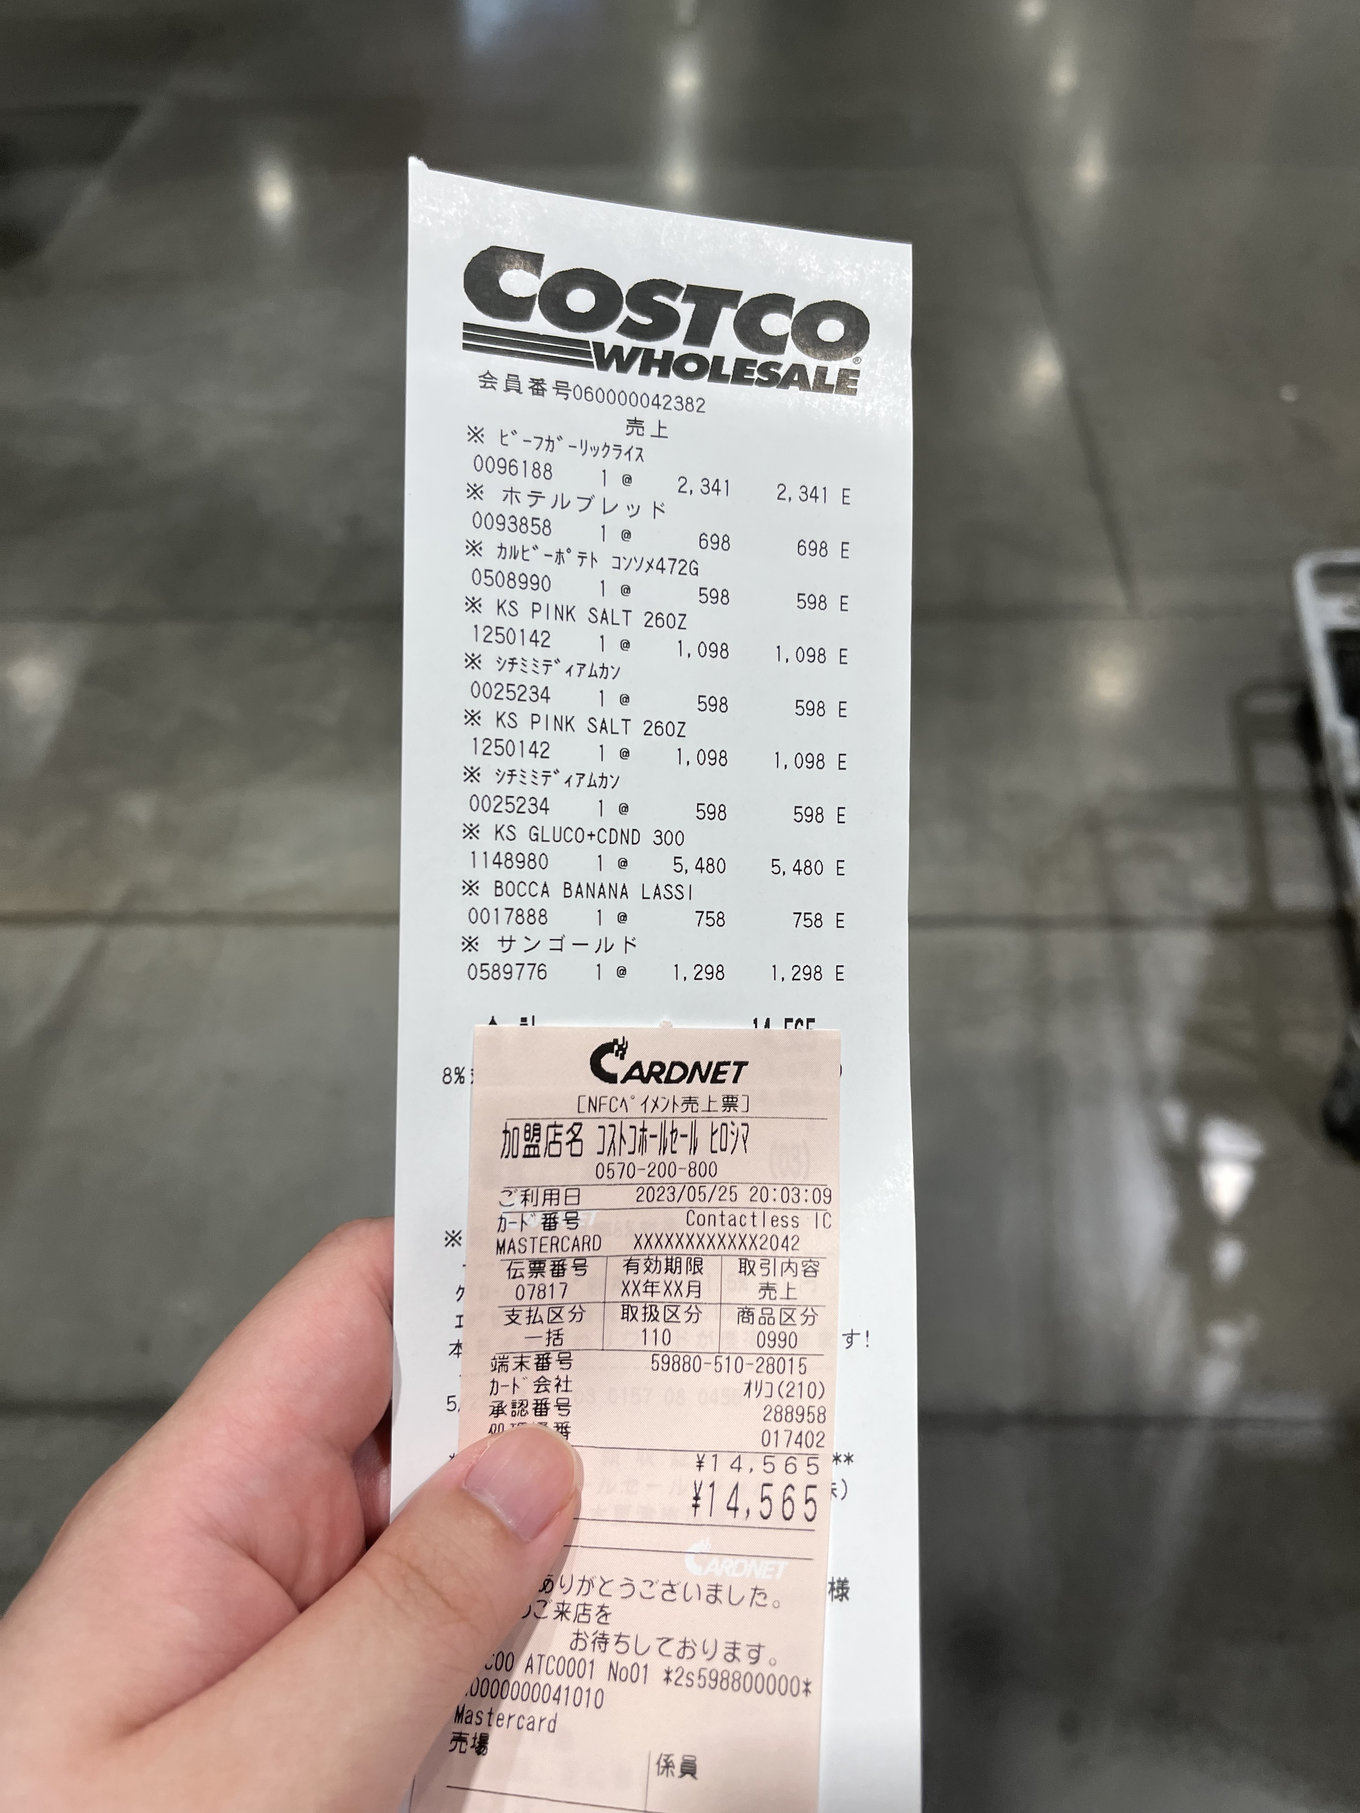 COSTCO
WHOLESALE
会員番号060000042382
売上
※ ビーフガーリックライス
0096188 1 @ 2,341 2,341 E
※ ホテルブレッド
0093858 1 @ 698 698 E
※ カルビーポテト コンソメ472G
0508990 1 @ 598 598 E
※ KS PINK SALT 26OZ
1250142 1 @ 1,098 1,098 E
※ シチミミディアムカン
0025234 1 @ 598 598 E
※ KS PINK SALT 26OZ
1250142 1 @ 1,098 1,098 E
※ シチミミディアムカン
0025234 1 @ 598 598 E
※ KS GLUCO+CDND 300
1148980 1 @ 5,480 5,480 E
※ BOCCA BANANA LASSI
0017888 1 @ 758 758 E
※ サンゴールド
0589776 1 @ 1,298 1,298 E
合計 14,565
8%
CARDNET
[NFCペイメント売上票]
加盟店名 コストコホールセール ヒロシマ
0570-200-800
ご利用日 2023/05/25 20:03:09
カード番号 Contactless IC
MASTERCARD XXXXXXXXXXXX2042
伝票番号 有効期限 取引内容
07817 XX年XX月 売上
支払区分 取扱区分 商品区分
一括 110 0990
端末番号 59880-510-28015
カード会社 オリコ(210)
承認番号 288958
処理通番 017402
¥14,565
¥14,565
CARDNET
ありがとうございました。
ご来店を
お待ちしております。
C00 ATC0001 No01 *2s598800000*
0000000041010
Mastercard
売場 係員
※
す!
**
様